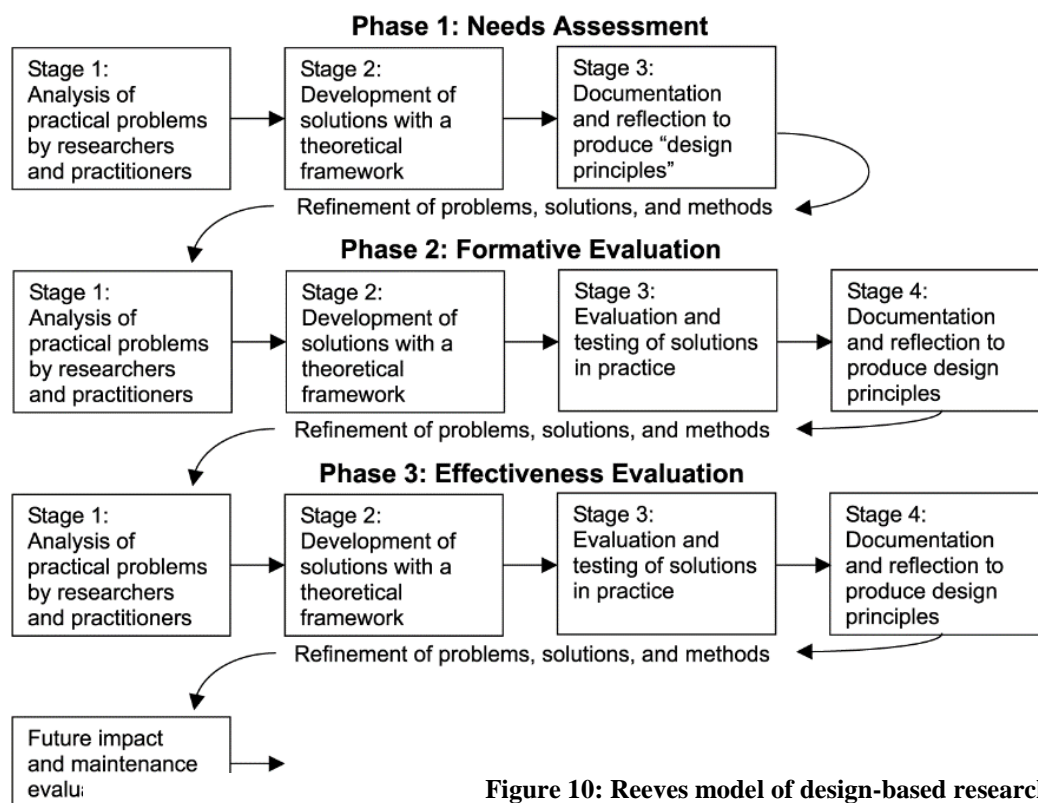 Phase 1: Needs Assessment
Stage 1:
Analysis of
practical problems
by researchers
and practitioners
Stage 2:
Development of
solutions with a
theoretical
framework
Stage 3:
Documentation
and reflection to
produce “design
principles”
Refinement of problems, solutions, and methods
Phase 2: Formative Evaluation
Stage 1:
Analysis of
practical problems
by researchers
and practitioners
Stage 2:
Development of
solutions with a
theoretical
framework
Stage 3:
Evaluation and
testing of solutions
in practice
Stage 4:
Documentation
and reflection to
produce design
principles
Refinement of problems, solutions, and methods
Phase 3: Effectiveness Evaluation
Stage 1:
Analysis of
practical problems
by researchers
and practitioners
Stage 2:
Development of
solutions with a
theoretical
framework
Stage 3:
Evaluation and
testing of solutions
in practice
Stage 4:
Documentation
and reflection to
produce design
principles
Refinement of problems, solutions, and methods
Future impact
and maintenance
Figure 10: Reeves model of design-based research